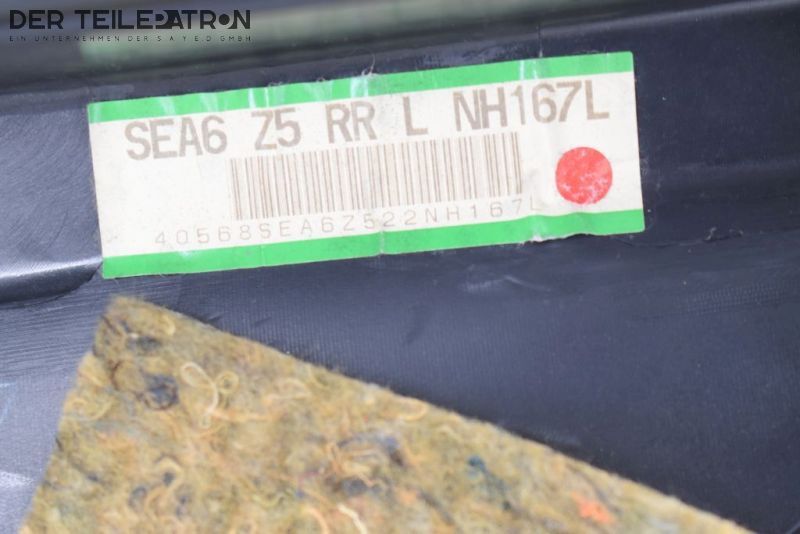 DER TEILEPATRON
EIN UNTERNEHMEN DER S A Y E D GMBH
SEA6 Z5 RR L NH167L
40568SEA6Z522NH167L